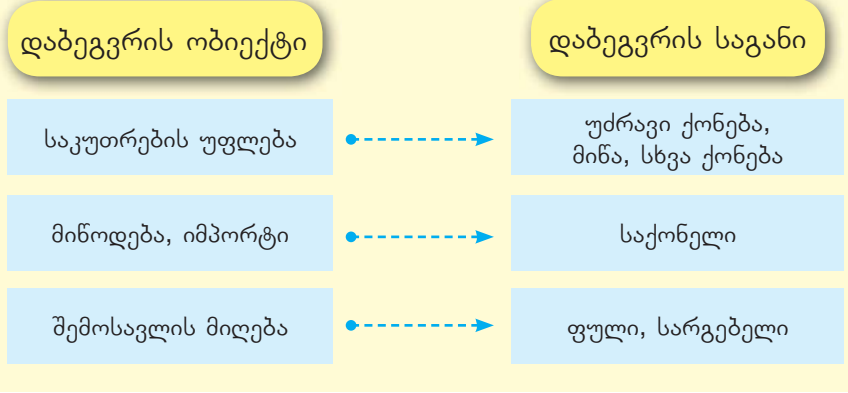 დაბეგვრის ობიექტი
დაბეგვრის საგანი
საკუთრების უფლება
უძრავი ქონება,
მიწა, სხვა ქონება
მიწოდება, იმპორტი
საქონელი
შემოსავლის მიღება
ფული, სარგებელი